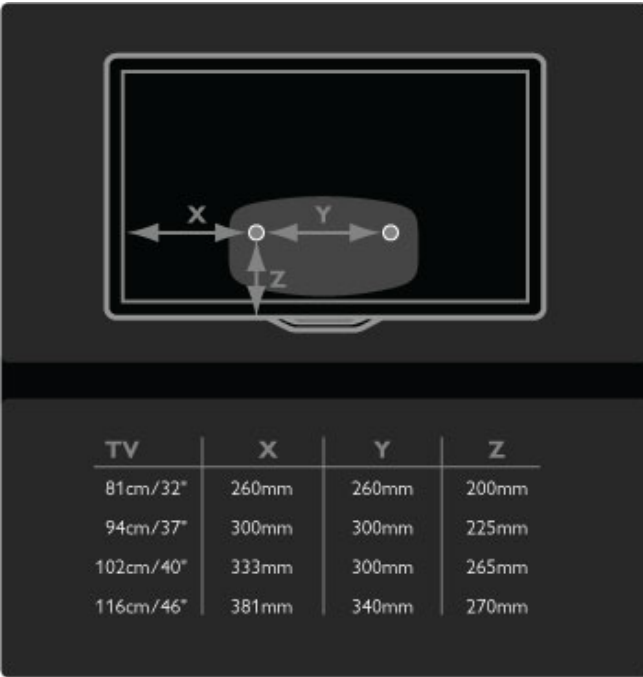 X Y
Z
TV X Y Z
81cm/32" 260mm 260mm 200mm
94cm/37" 300mm 300mm 225mm
102cm/40" 333mm 300mm 265mm
116cm/46" 381mm 340mm 270mm